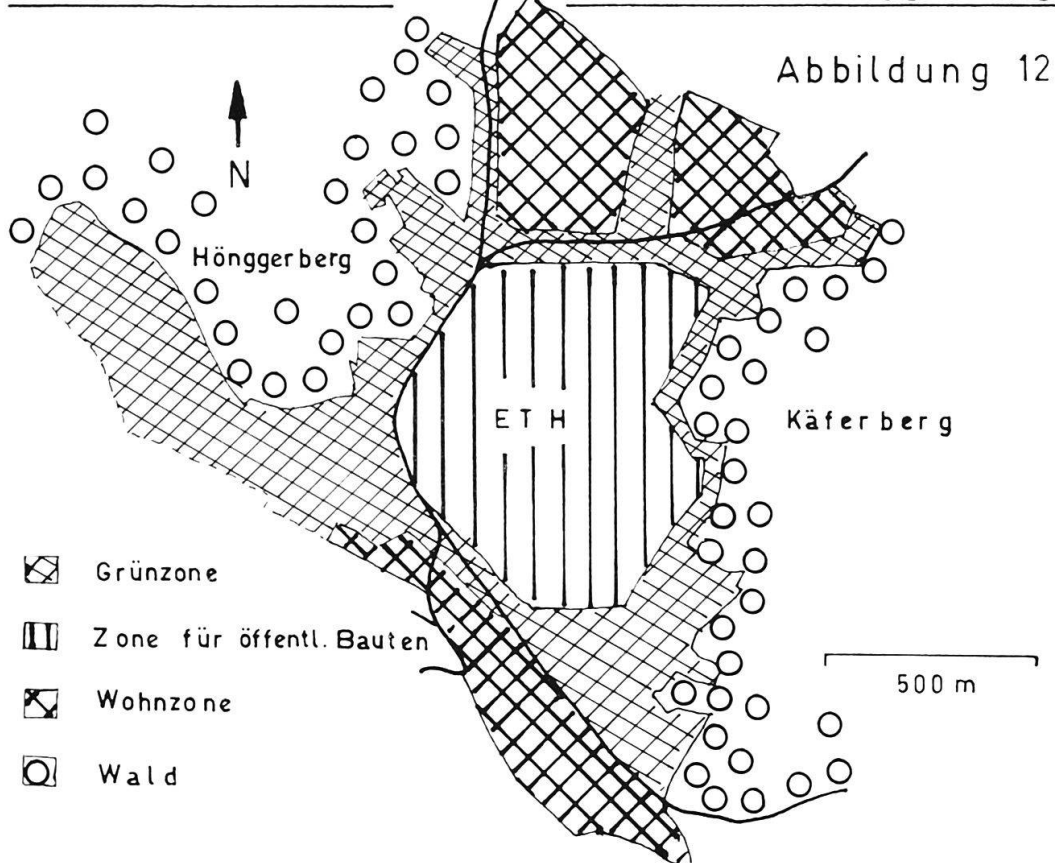 Abbildung 12
N
Hönggerberg
ETH
Käferberg
Grünzone
Zone für öffentl. Bauten
Wohnzone
Wald
500 m